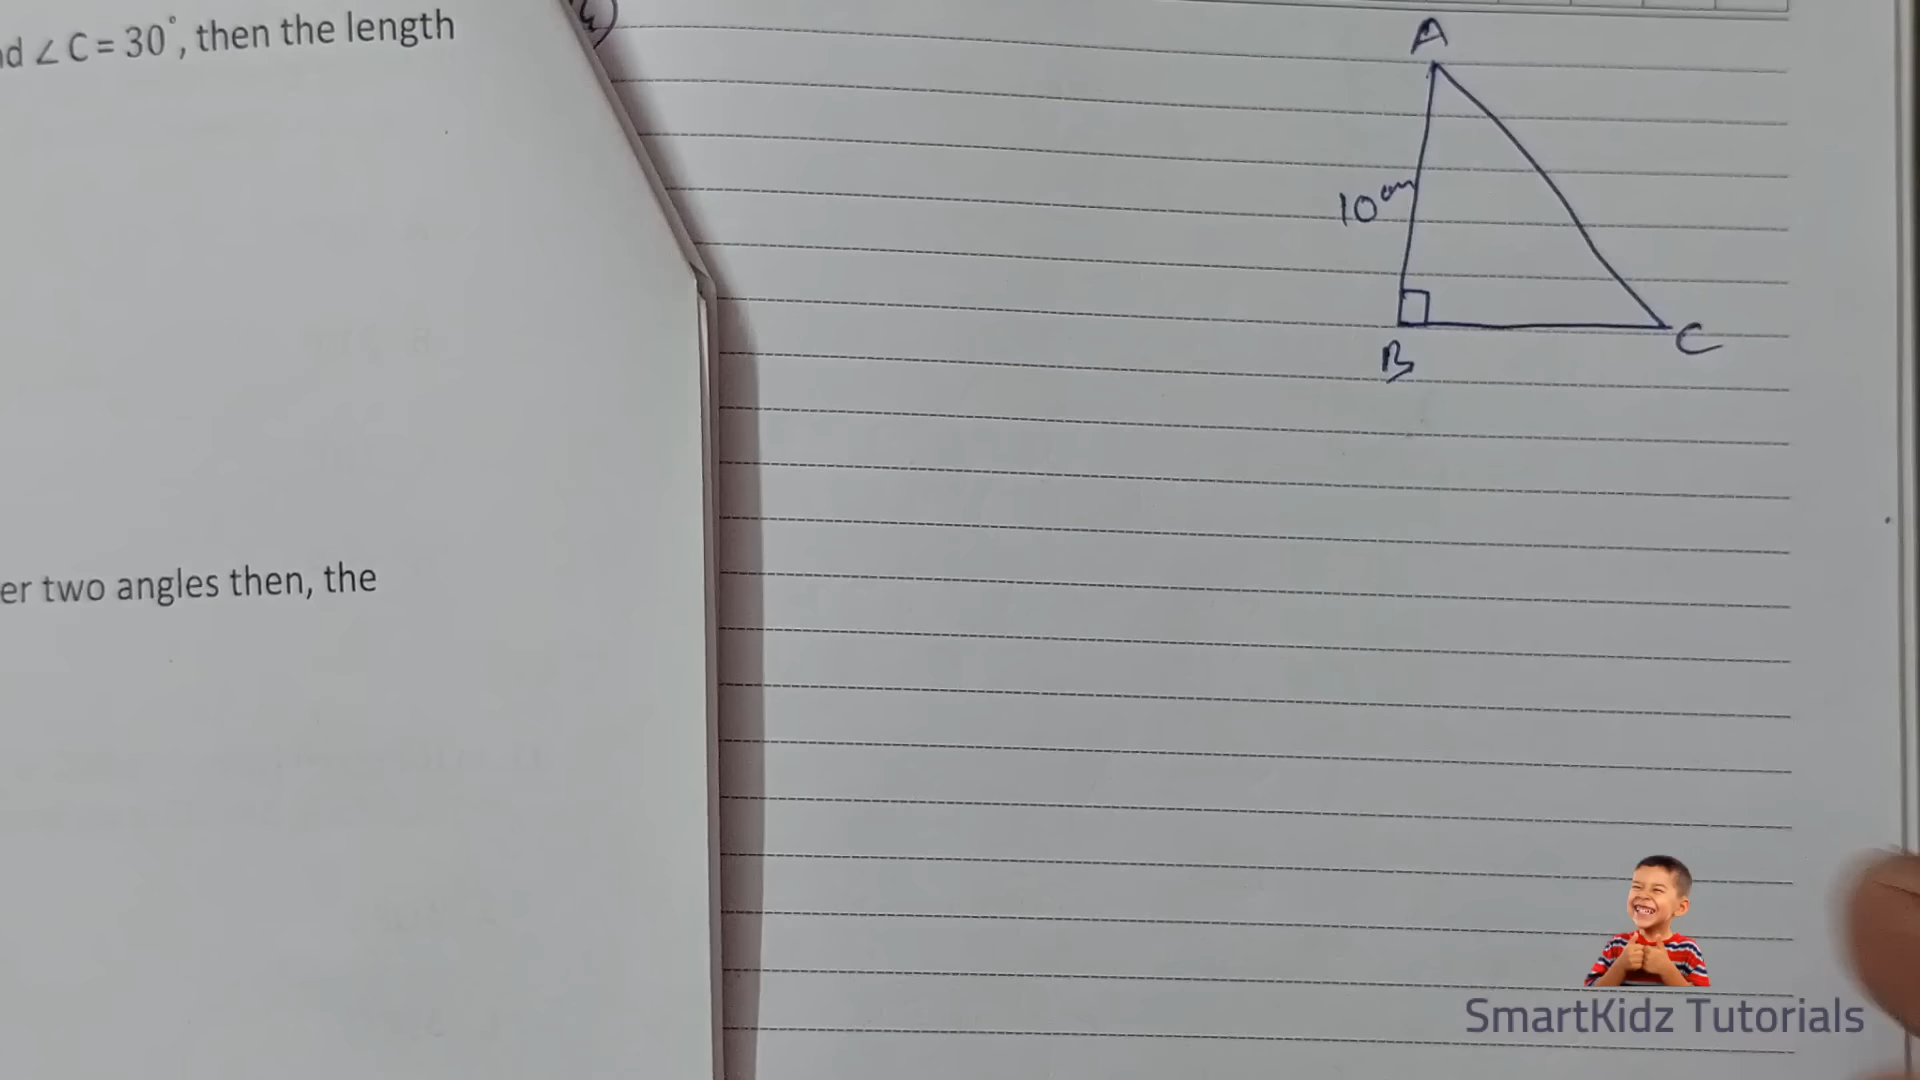 ∠C = 30°, then the length
er two angles then, the
A
10cm
B
C
SmartKidz Tutorials